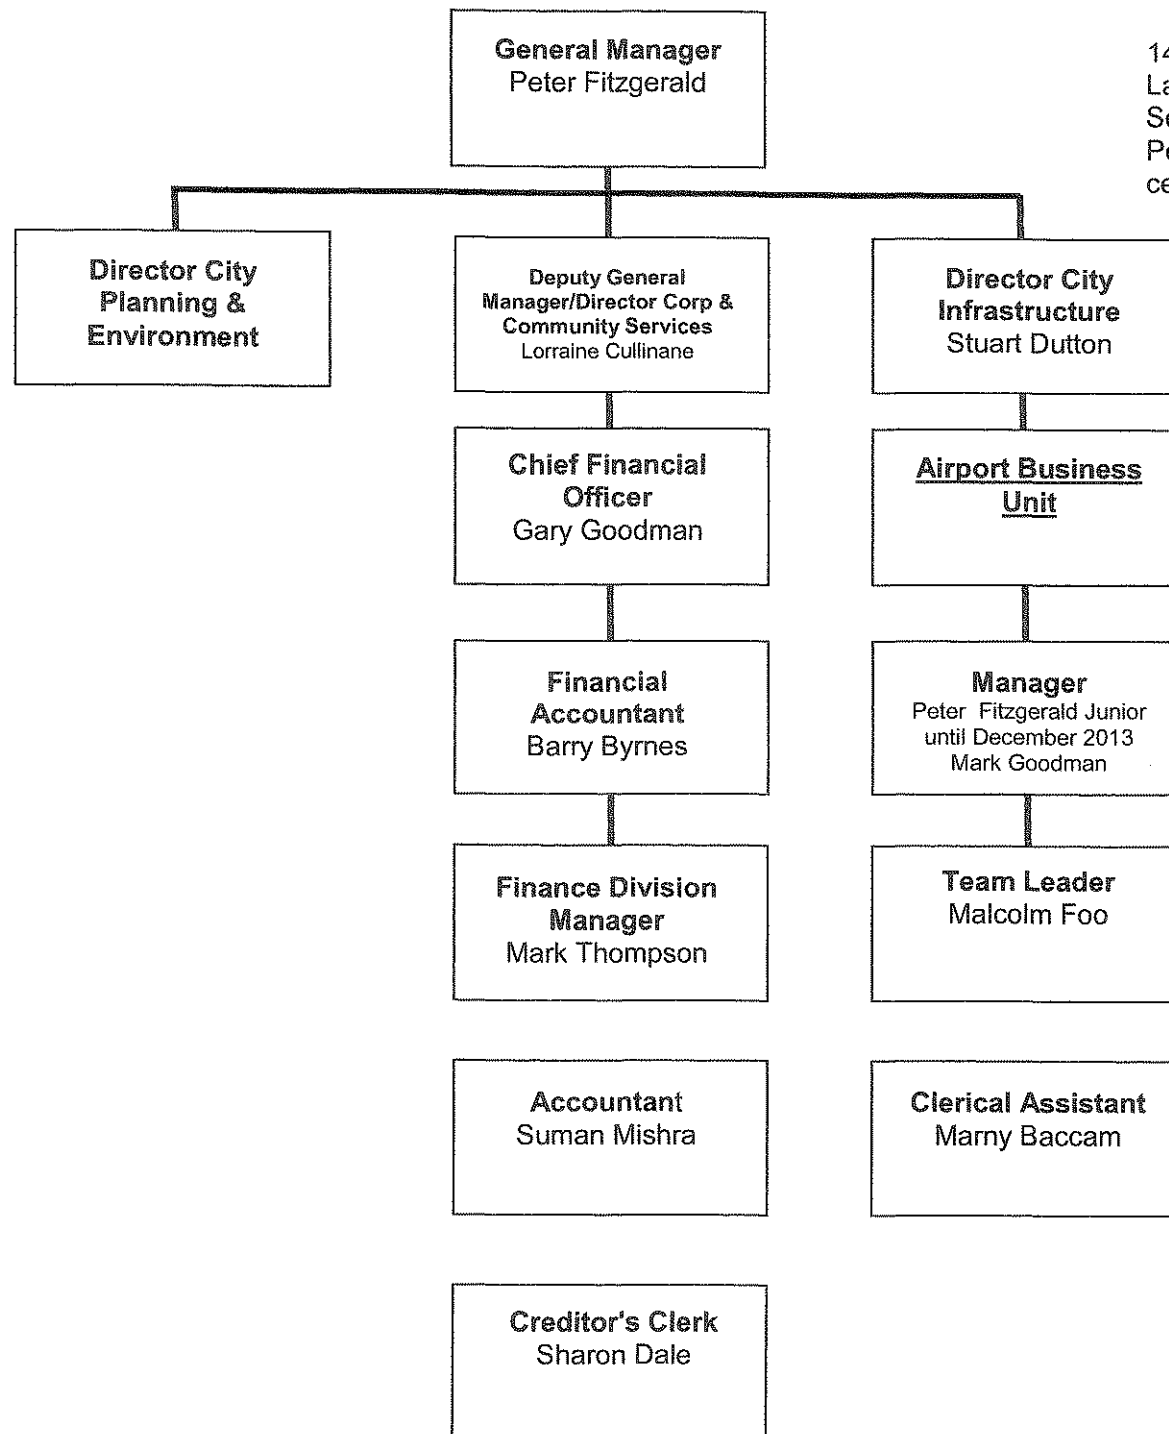 General Manager
Peter Fitzgerald
14
Director City
Planning &
Environment
Deputy General
Manager/Director Corp &
Community Services
Lorraine Cullinane
Director City
Infrastructure
Stuart Dutton
Chief Financial
Officer
Gary Goodman
Airport Business
Unit
Financial
Accountant
Barry Byrnes
Manager
Peter Fitzgerald Junior
until December 2013
Mark Goodman
Finance Division
Manager
Mark Thompson
Team Leader
Malcolm Foo
Accountant
Suman Mishra
Clerical Assistant
Marny Baccam
Creditor's Clerk
Sharon Dale